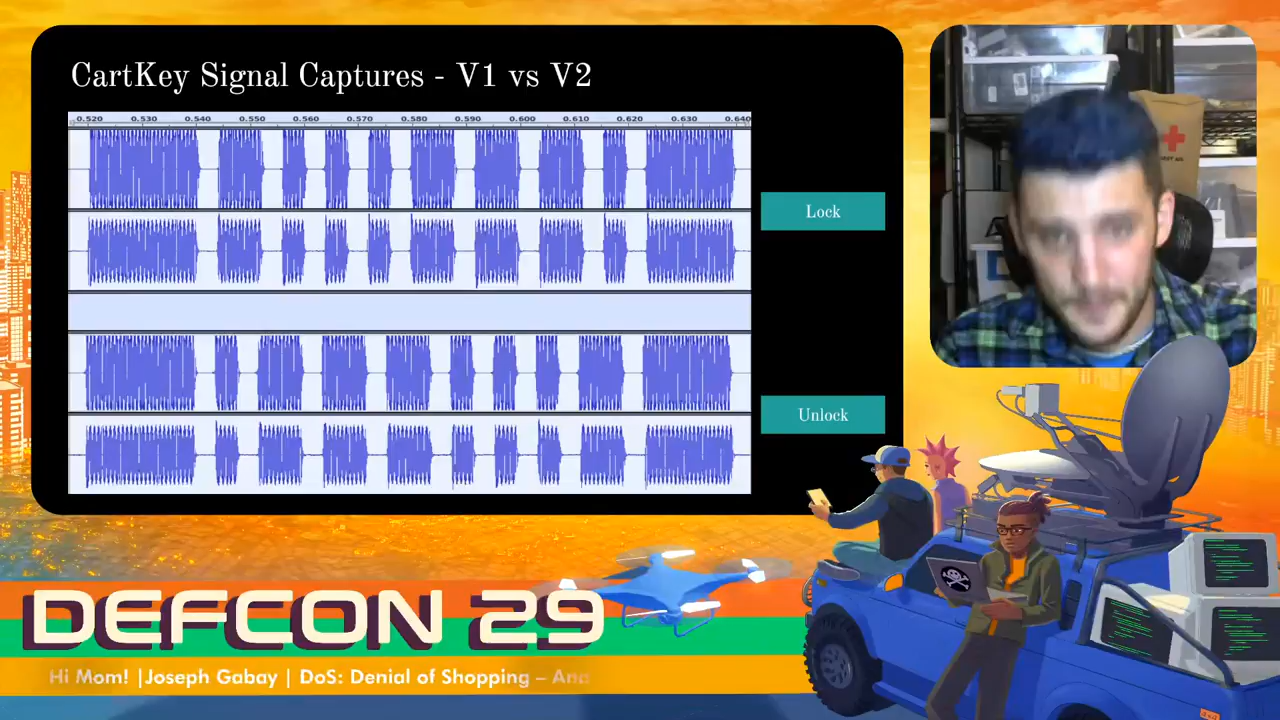 CartKey Signal Captures - V1 vs V2
0.520 0.530 0.540 0.550 0.560 0.570 0.580 0.590 0.600 0.610 0.620 0.630 0.640
Lock
Unlock
DEFCON 29
Hi Mom! |Joseph Gabay | DoS: Denial of Shopping – Ana